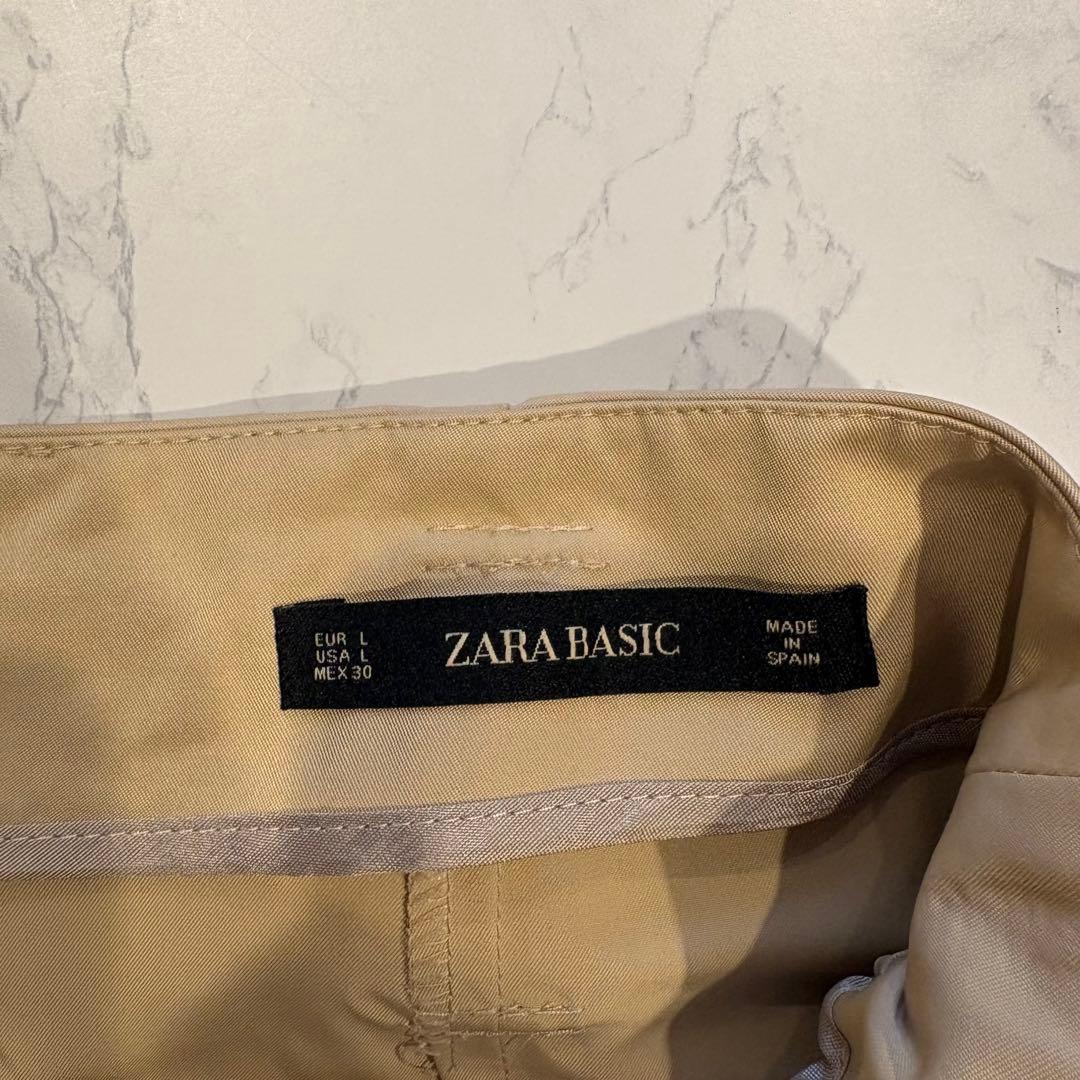 EUR L
USA L
MEX 30
ZARA BASIC
MADE
IN
SPAIN